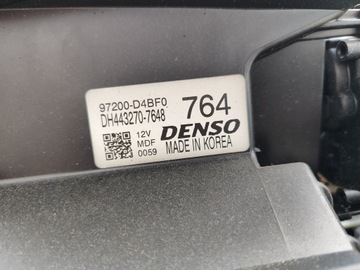 97200-D4BF0
DH443270-7648
764
12V
MDF
0059
DENSO
MADE IN KOREA